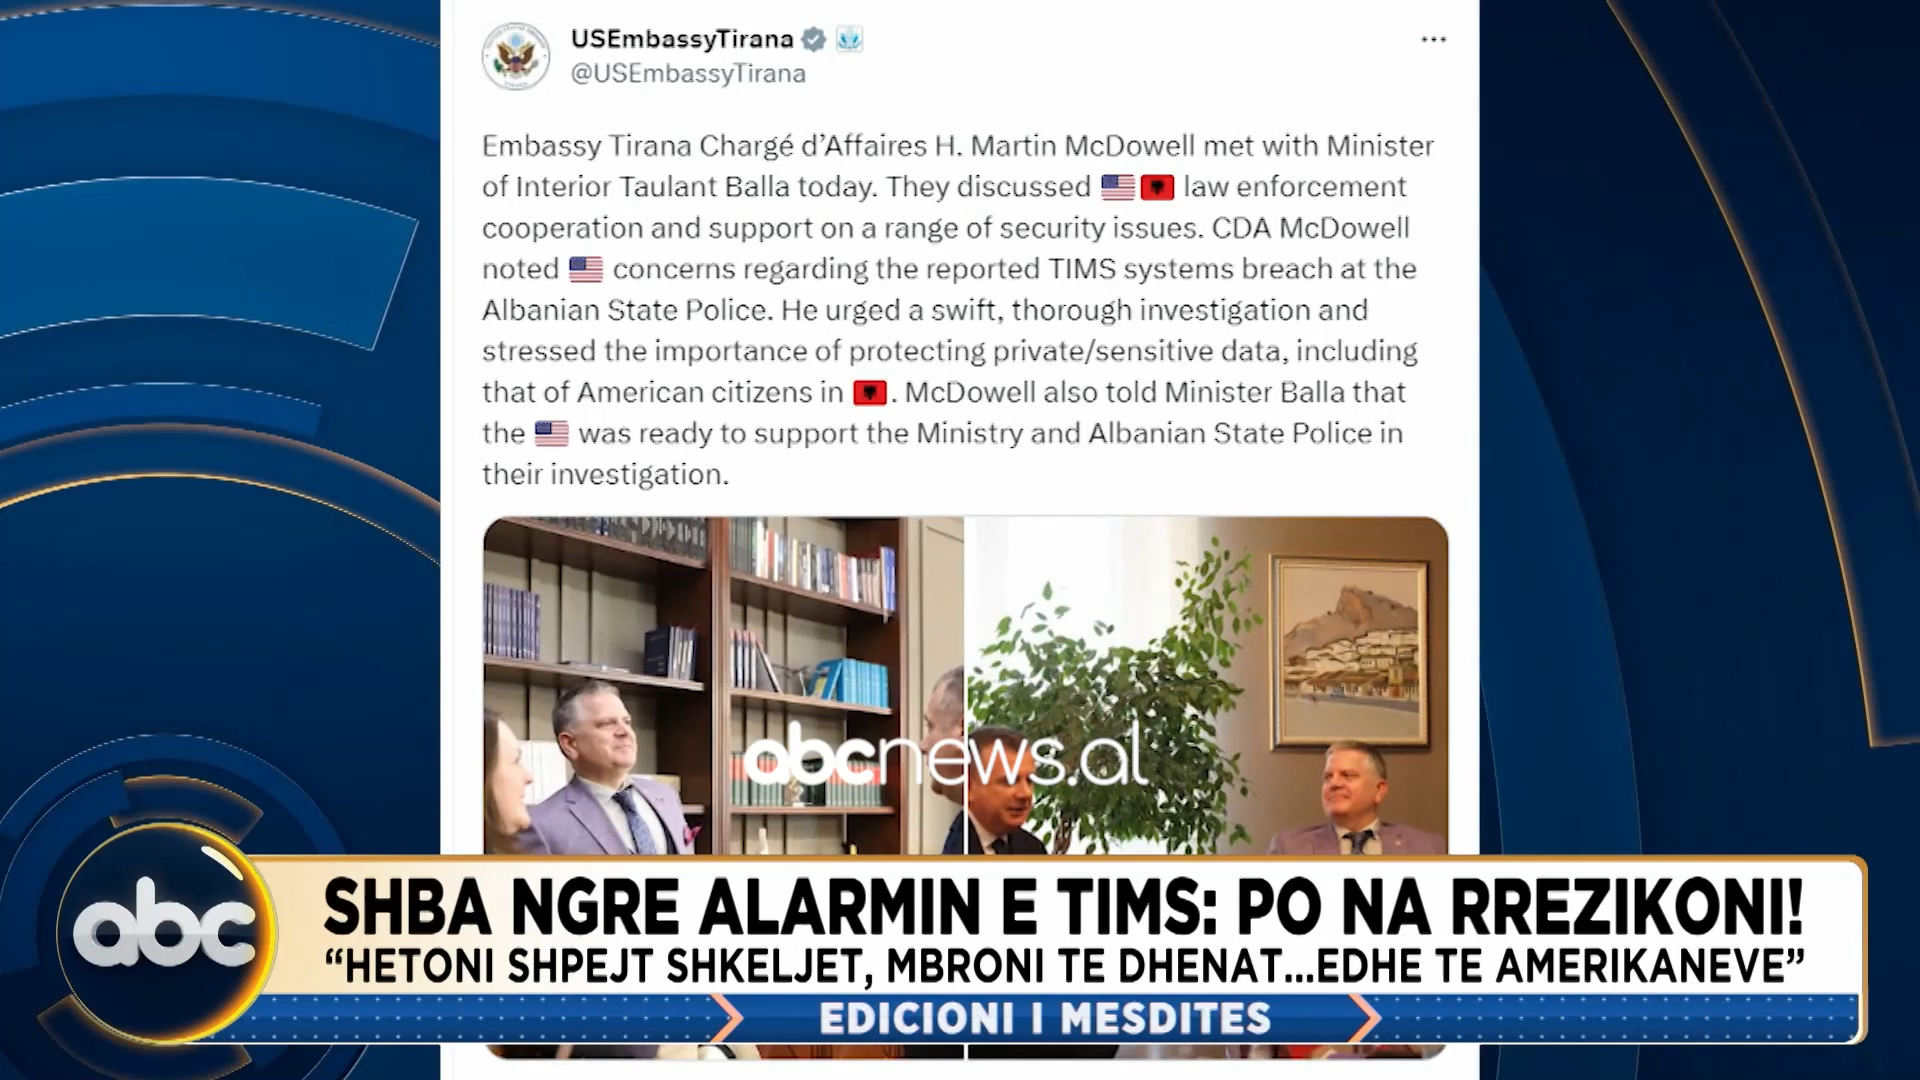 USEmbassyTirana
@USEmbassyTirana
Embassy Tirana Chargé d’Affaires H. Martin McDowell met with Minister
of Interior Taulant Balla today. They discussed 🇺🇸🇦🇱 law enforcement
cooperation and support on a range of security issues. CDA McDowell
noted 🇺🇸 concerns regarding the reported TIMS systems breach at the
Albanian State Police. He urged a swift, thorough investigation and
stressed the importance of protecting private/sensitive data, including
that of American citizens in 🇦🇱. McDowell also told Minister Balla that
the 🇺🇸 was ready to support the Ministry and Albanian State Police in
their investigation.
abcnews.al
abc
SHBA NGRE ALARMIN E TIMS: PO NA RREZIKONI!
“HETONI SHPEJT SHKELJET, MBRONI TE DHENAT...EDHE TE AMERIKANEVE”
EDICIONI I MESDITES